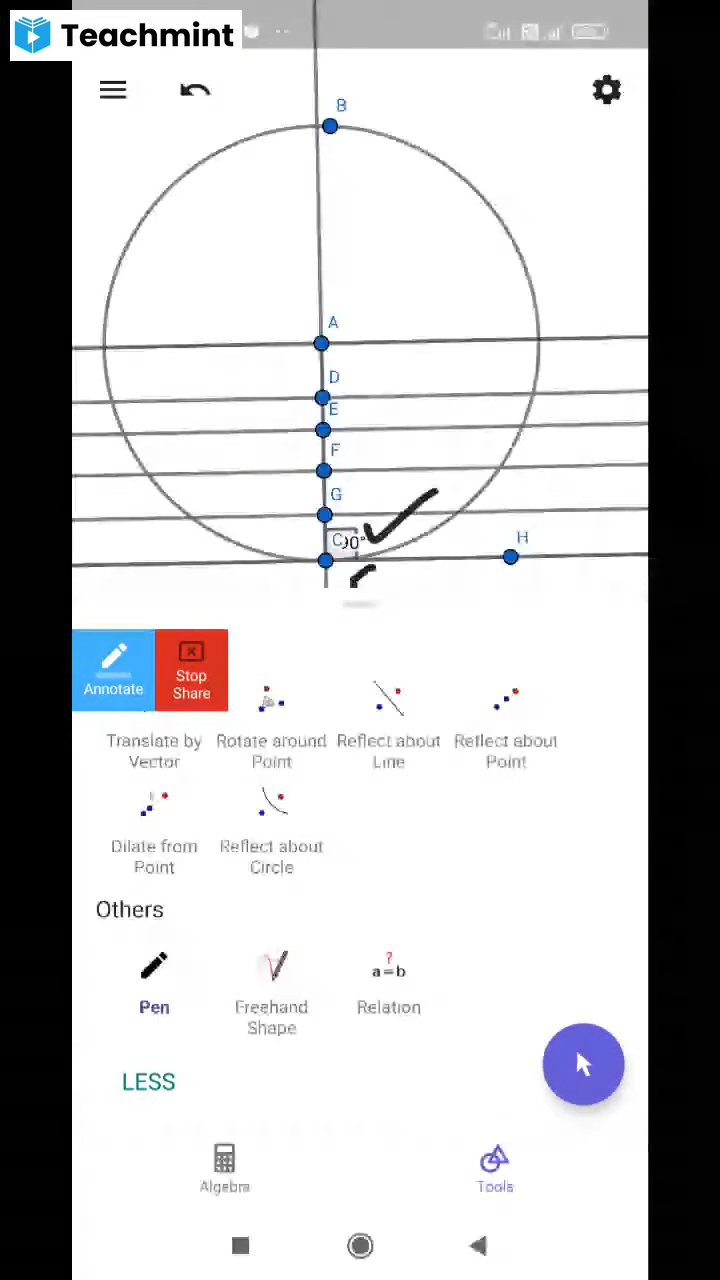 Teachmint
B
A
D
E
F
G
C
90°
H
Annotate
Stop
Share
Translate by
Vector
Rotate around
Point
Reflect about
Line
Reflect about
Point
Dilate from
Point
Reflect about
Circle
Others
Pen
Freehand
Shape
a = b
?
Relation
LESS
Algebra
Tools